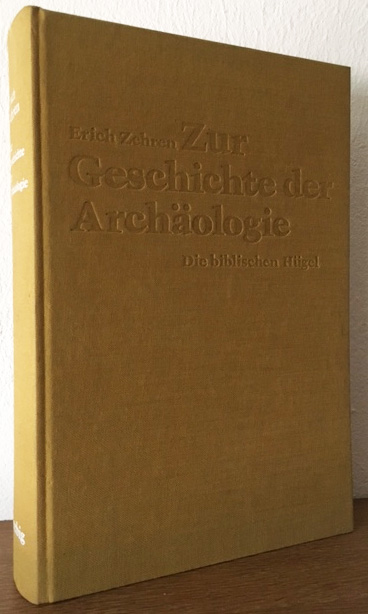 Erich Zehren Zur
Geschichte der
Archäologie
Die biblischen Hügel